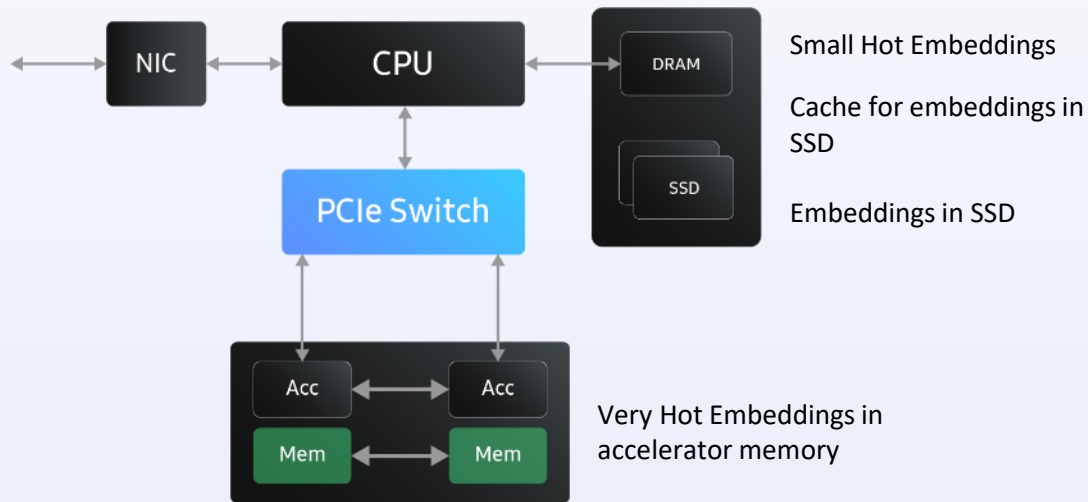 NIC
CPU
DRAM
Small Hot Embeddings
Cache for embeddings in
SSD
SSD
Embeddings in SSD
PCIe Switch
Acc
Acc
Mem
Mem
Very Hot Embeddings in
accelerator memory